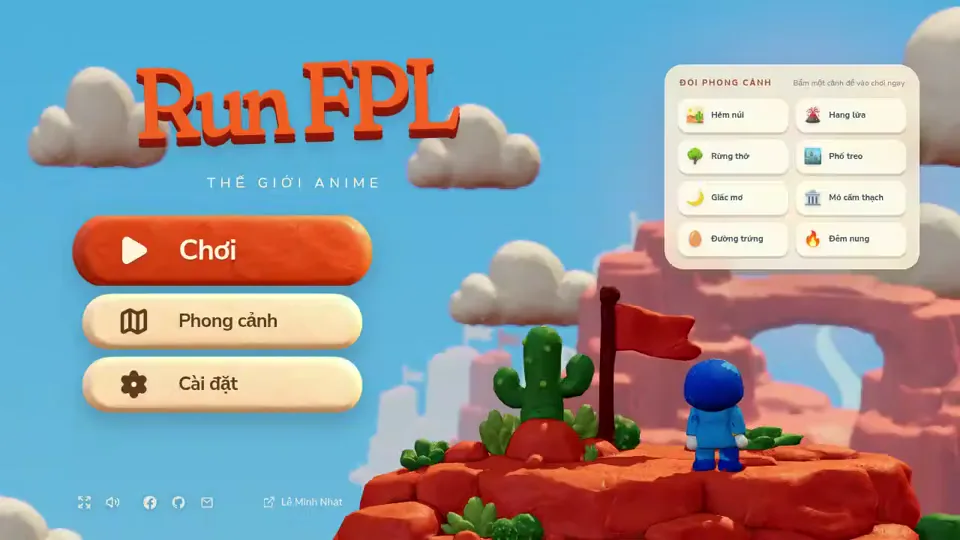 Run FPL
THẾ GIỚI ANIME
Chơi
Phong cảnh
Cài đặt
Lê Minh Nhật
ĐỔI PHONG CẢNH
Bấm một cảnh để vào chơi ngay
Hẻm núi
Hang lửa
Rừng thờ
Phố treo
Giấc mơ
Mỏ cẩm thạch
Đường trứng
Đêm nung